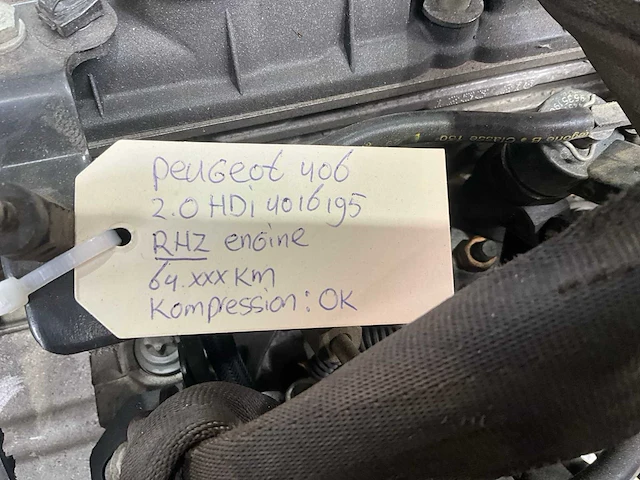 Peugeot 406
2.0 HDi 4016195
RHZ engine
64.xxx Km
Kompression: OK